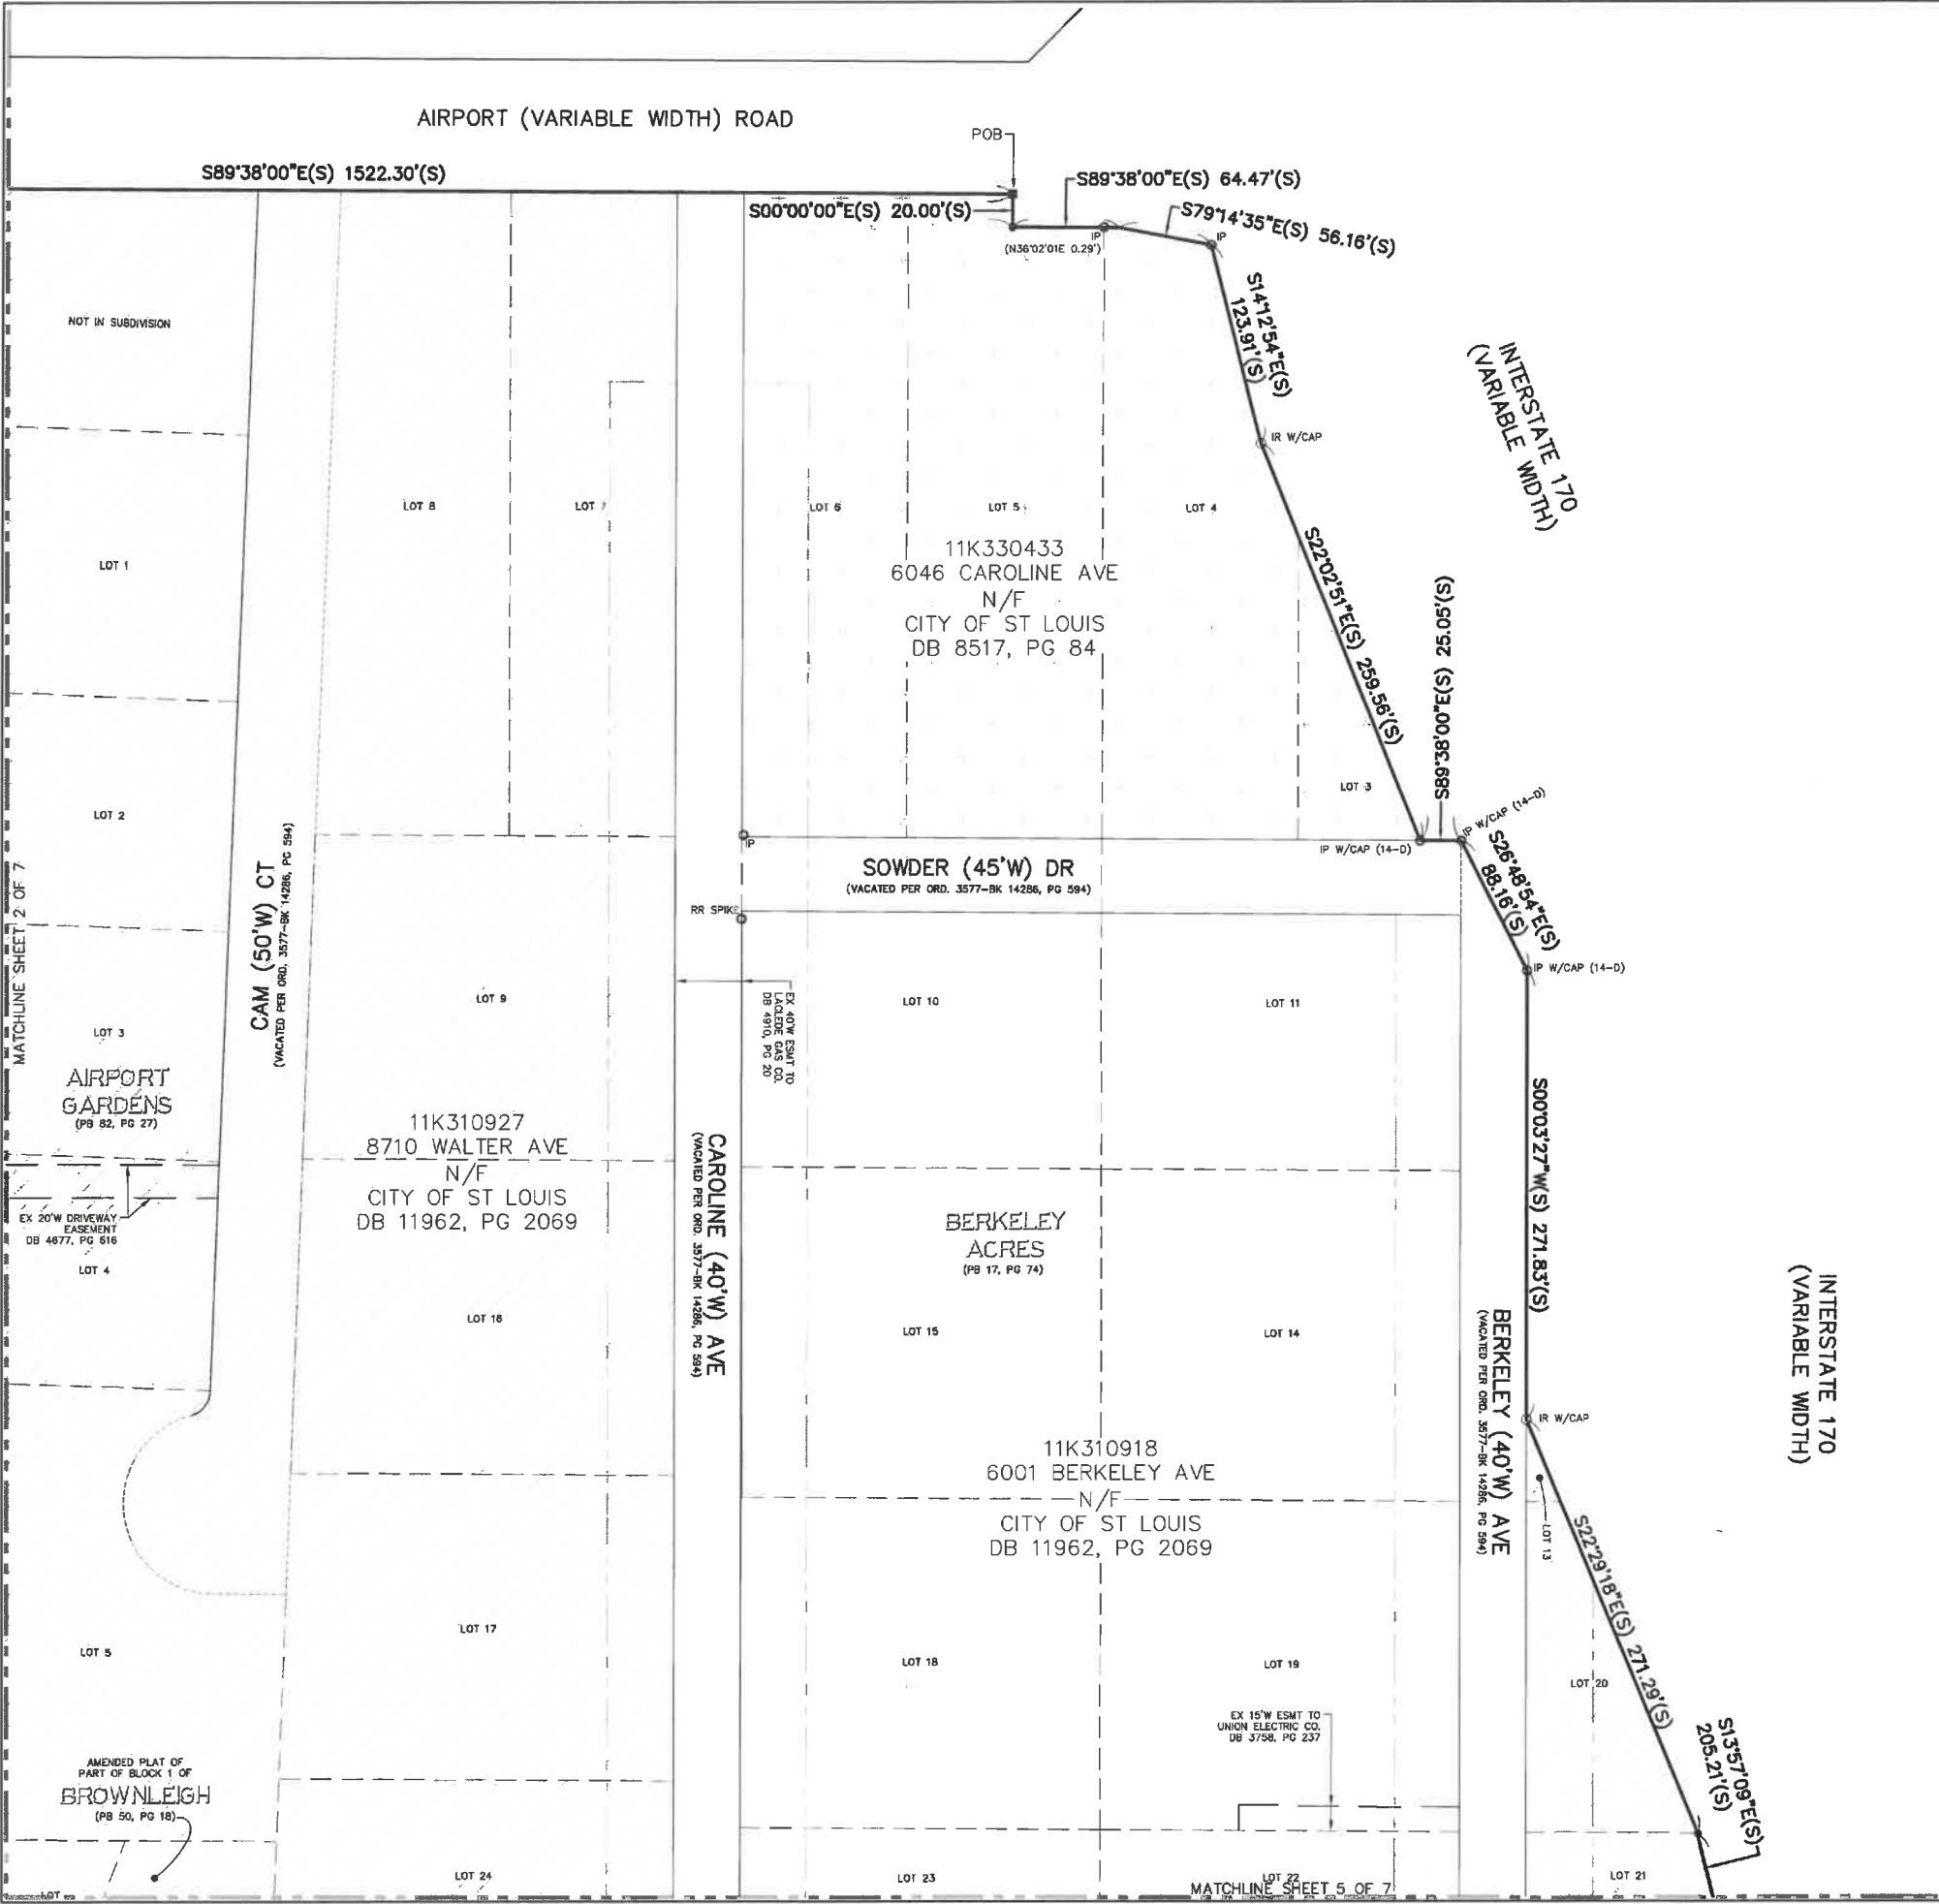 AIRPORT (VARIABLE WIDTH) ROAD
POB
S89°38'00"E(S) 1522.30'(S)
S89°38'00"E(S) 64.47'(S)
S00°00'00"E(S) 20.00'(S)
S79°14'35"E(S) 56.16'(S)
IP
IP
(N36°02'01E 0.29')
S14°12'54"E(S)
123.91'(S)
IR W/CAP
INTERSTATE 170
(VARIABLE WIDTH)
NOT IN SUBDIVISION
LOT 8
LOT 7
LOT 6
LOT 5
LOT 4
LOT 1
11K330433
6046 CAROLINE AVE
N/F
CITY OF ST LOUIS
DB 8517, PG 84
S22°02'51"E(S) 259.56'(S)
S89°38'00"E(S) 25.05'(S)
LOT 3
LOT 2
IP W/CAP (14-D)
IP W/CAP (14-D)
S26°48'54"E(S)
88.16'(S)
IP
SOWDER (45'W) DR
(VACATED PER ORD. 3577-BK 14286, PG 594)
RR SPIKE
IP W/CAP (14-D)
MATCHLINE SHEET 2 OF 7
CAM (50'W) CT
(VACATED PER ORD. 3577-BK 14286, PG 594)
LOT 9
LOT 10
LOT 11
EX 40'W ESMT TO
LACLEDE GAS CO.
DB 4910, PG 20
LOT 3
AIRPORT
GARDENS
(PB 82, PG 27)
11K310927
8710 WALTER AVE
N/F
CITY OF ST LOUIS
DB 11962, PG 2069
CAROLINE (40'W) AVE
(VACATED PER ORD. 3577-BK 14286, PG 594)
S00°03'27"W(S) 271.83'(S)
EX 20'W DRIVEWAY
EASEMENT
DB 4677, PG 516
LOT 4
BERKELEY
ACRES
(PB 17, PG 74)
INTERSTATE 170
(VARIABLE WIDTH)
LOT 16
LOT 15
LOT 14
BERKELEY (40'W) AVE
(VACATED PER ORD. 3577-BK 14286, PG 594)
IR W/CAP
11K310918
6001 BERKELEY AVE
N/F
CITY OF ST LOUIS
DB 11962, PG 2069
LOT 13
S22°29'18"E(S) 271.29'(S)
LOT 5
LOT 17
LOT 18
LOT 19
LOT 20
EX 15'W ESMT TO
UNION ELECTRIC CO.
DB 3758, PG 237
S13°57'09"E(S)
205.21'(S)
AMENDED PLAT OF
PART OF BLOCK 1 OF
BROWNLEIGH
(PB 50, PG 18)
LOT 24
LOT 23
LOT 22
LOT 21
MATCHLINE SHEET 5 OF 7
LOT